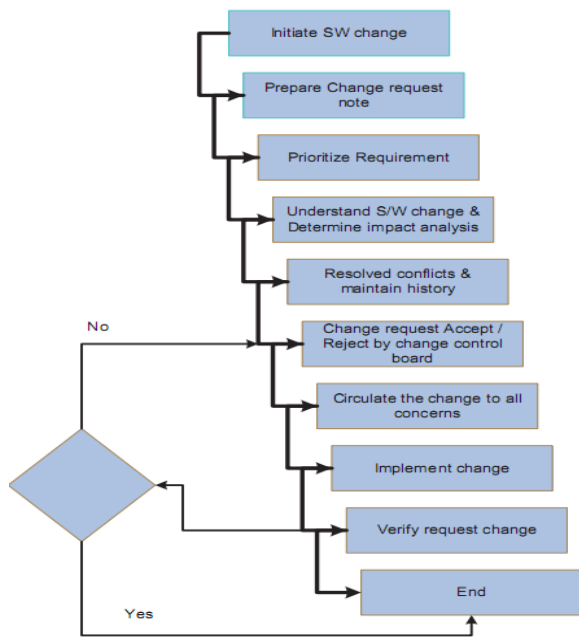 Initiate SW change
Prepare Change request
note
Prioritize Requirement
Understand S/W change &
Determine impact analysis
Resolved conflicts &
maintain history
No
Change request Accept /
Reject by change control
board
Circulate the change to all
concerns
Implement change
Verify request change
End
Yes